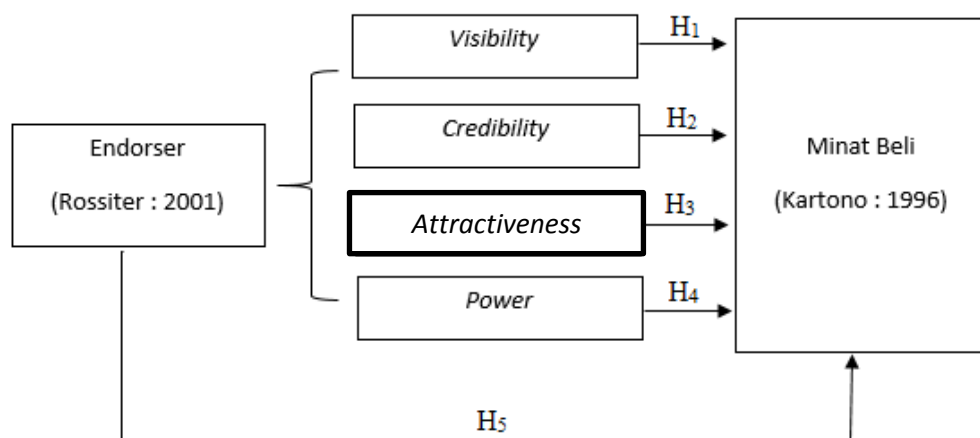 Endorser
(Rossiter : 2001)
Visibility
H₁
Credibility
H₂
Attractiveness
H₃
Power
H₄
Minat Beli
(Kartono : 1996)
H₅